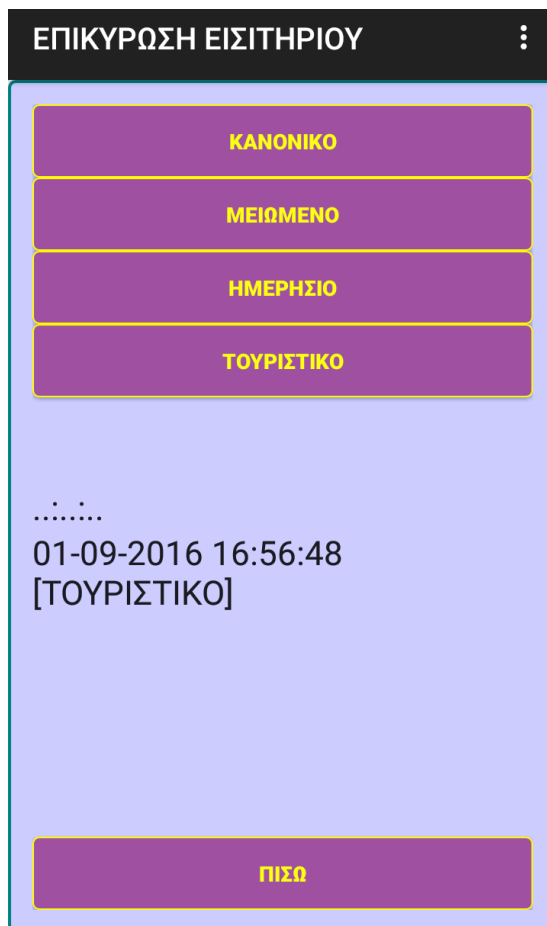 ΕΠΙΚΥΡΩΣΗ ΕΙΣΙΤΗΡΙΟΥ
ΚΑΝΟΝΙΚΟ
ΜΕΙΩΜΕΝΟ
ΗΜΕΡΗΣΙΟ
ΤΟΥΡΙΣΤΙΚΟ
..:..:..
01-09-2016 16:56:48
[ΤΟΥΡΙΣΤΙΚΟ]
ΠΙΣΩ